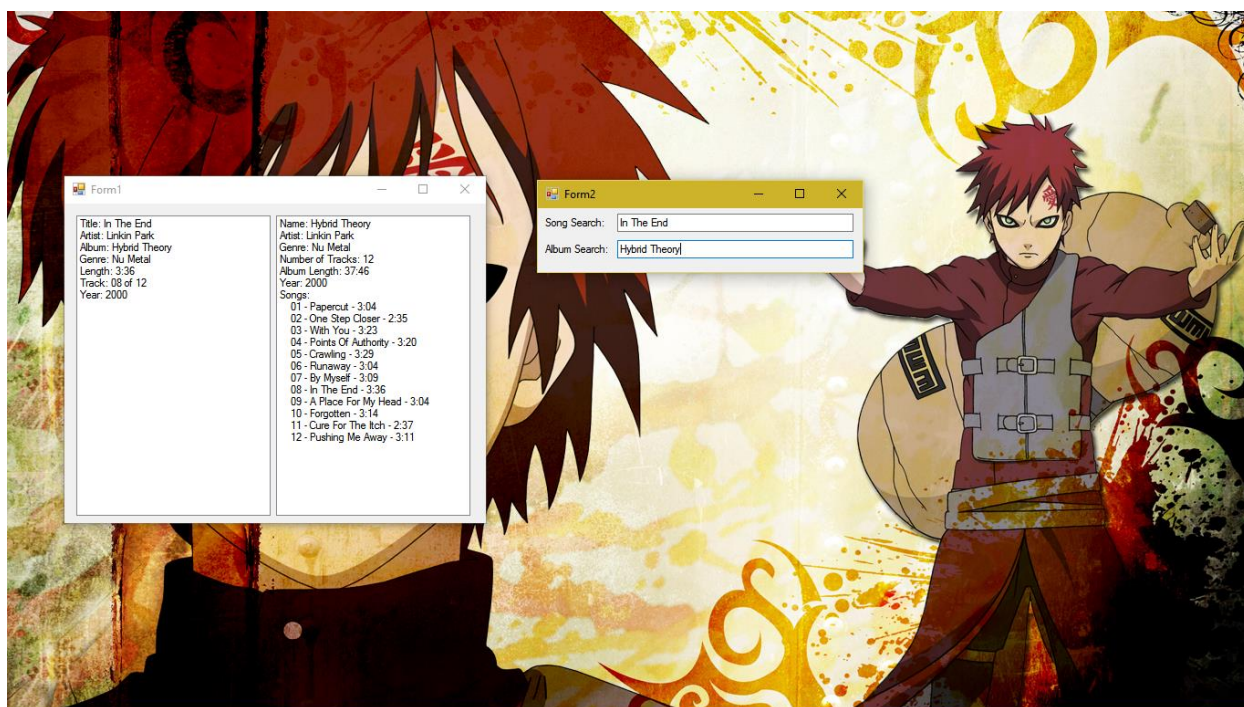 Form1
Title: In The End
Artist: Linkin Park
Album: Hybrid Theory
Genre: Nu Metal
Length: 3:36
Track: 08 of 12
Year: 2000
Name: Hybrid Theory
Artist: Linkin Park
Genre: Nu Metal
Number of Tracks: 12
Album Length: 37:46
Year: 2000
Songs:
01 - Papercut - 3:04
02 - One Step Closer - 2:35
03 - With You - 3:23
04 - Points Of Authority - 3:20
05 - Crawling - 3:29
06 - Runaway - 3:04
07 - By Myself - 3:09
08 - In The End - 3:36
09 - A Place For My Head - 3:04
10 - Forgotten - 3:14
11 - Cure For The Itch - 2:37
12 - Pushing Me Away - 3:11
Form2
Song Search: In The End
Album Search: Hybrid Theory
愛
愛